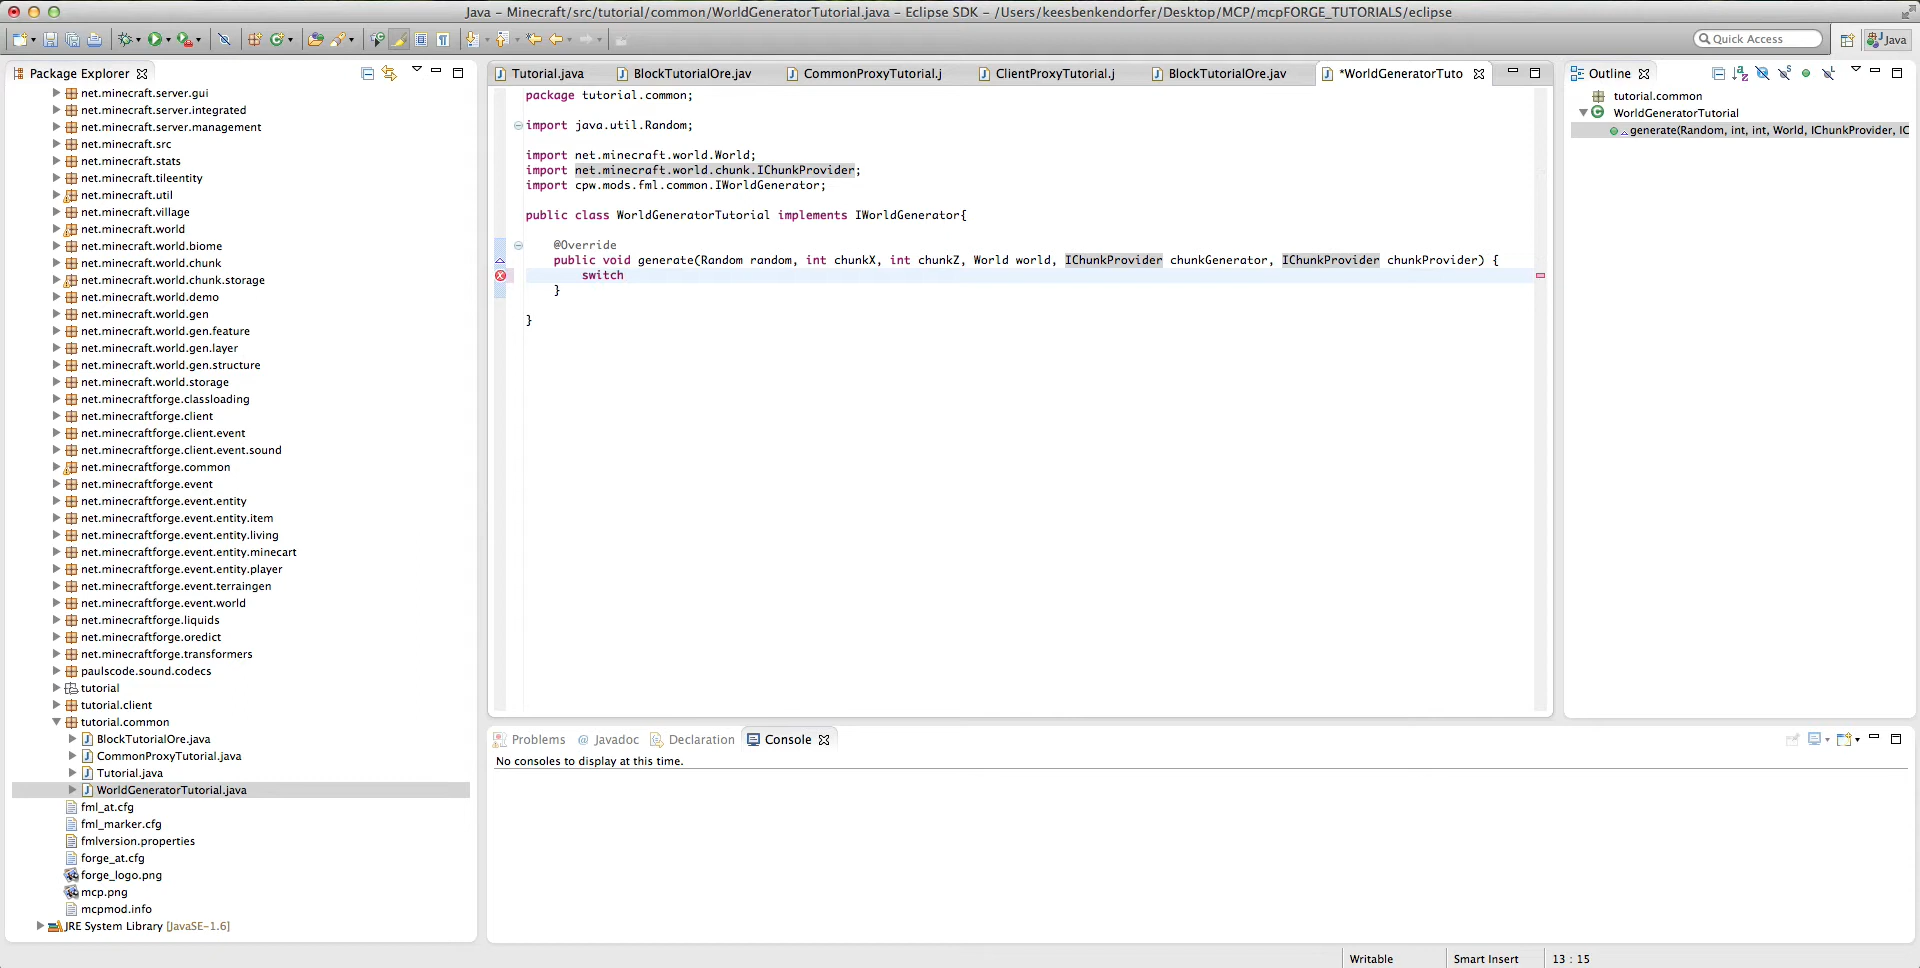 Java - Minecraft/src/tutorial/common/WorldGeneratorTutorial.java - Eclipse SDK - /Users/keesbenkendorfer/Desktop/MCP/mcpFORGE_TUTORIALS/eclipse
Quick Access
Java
Package Explorer
net.minecraft.server.gui
net.minecraft.server.integrated
net.minecraft.server.management
net.minecraft.src
net.minecraft.stats
net.minecraft.tileentity
net.minecraft.util
net.minecraft.village
net.minecraft.world
net.minecraft.world.biome
net.minecraft.world.chunk
net.minecraft.world.chunk.storage
net.minecraft.world.demo
net.minecraft.world.gen
net.minecraft.world.gen.feature
net.minecraft.world.gen.layer
net.minecraft.world.gen.structure
net.minecraft.world.storage
net.minecraftforge.classloading
net.minecraftforge.client
net.minecraftforge.client.event
net.minecraftforge.client.event.sound
net.minecraftforge.common
net.minecraftforge.event
net.minecraftforge.event.entity
net.minecraftforge.event.entity.item
net.minecraftforge.event.entity.living
net.minecraftforge.event.entity.minecart
net.minecraftforge.event.entity.player
net.minecraftforge.event.terraingen
net.minecraftforge.event.world
net.minecraftforge.liquids
net.minecraftforge.oredict
net.minecraftforge.transformers
paulscode.sound.codecs
tutorial
tutorial.client
tutorial.common
BlockTutorialOre.java
CommonProxyTutorial.java
Tutorial.java
WorldGeneratorTutorial.java
fml_at.cfg
fml_marker.cfg
fmlversion.properties
forge_at.cfg
forge_logo.png
mcp.png
mcpmod.info
JRE System Library [JavaSE-1.6]
Tutorial.java
BlockTutorialOre.jav
CommonProxyTutorial.j
ClientProxyTutorial.j
BlockTutorialOre.jav
*WorldGeneratorTuto
package tutorial.common;
import java.util.Random;
import net.minecraft.world.World;
import net.minecraft.world.chunk.IChunkProvider;
import cpw.mods.fml.common.IWorldGenerator;
public class WorldGeneratorTutorial implements IWorldGenerator{
@Override
public void generate(Random random, int chunkX, int chunkZ, World world, IChunkProvider chunkGenerator, IChunkProvider chunkProvider) {
switch
}
}
Outline
tutorial.common
WorldGeneratorTutorial
generate(Random, int, int, World, IChunkProvider, IC
Problems
@ Javadoc
Declaration
Console
No consoles to display at this time.
Writable
Smart Insert
13 : 15